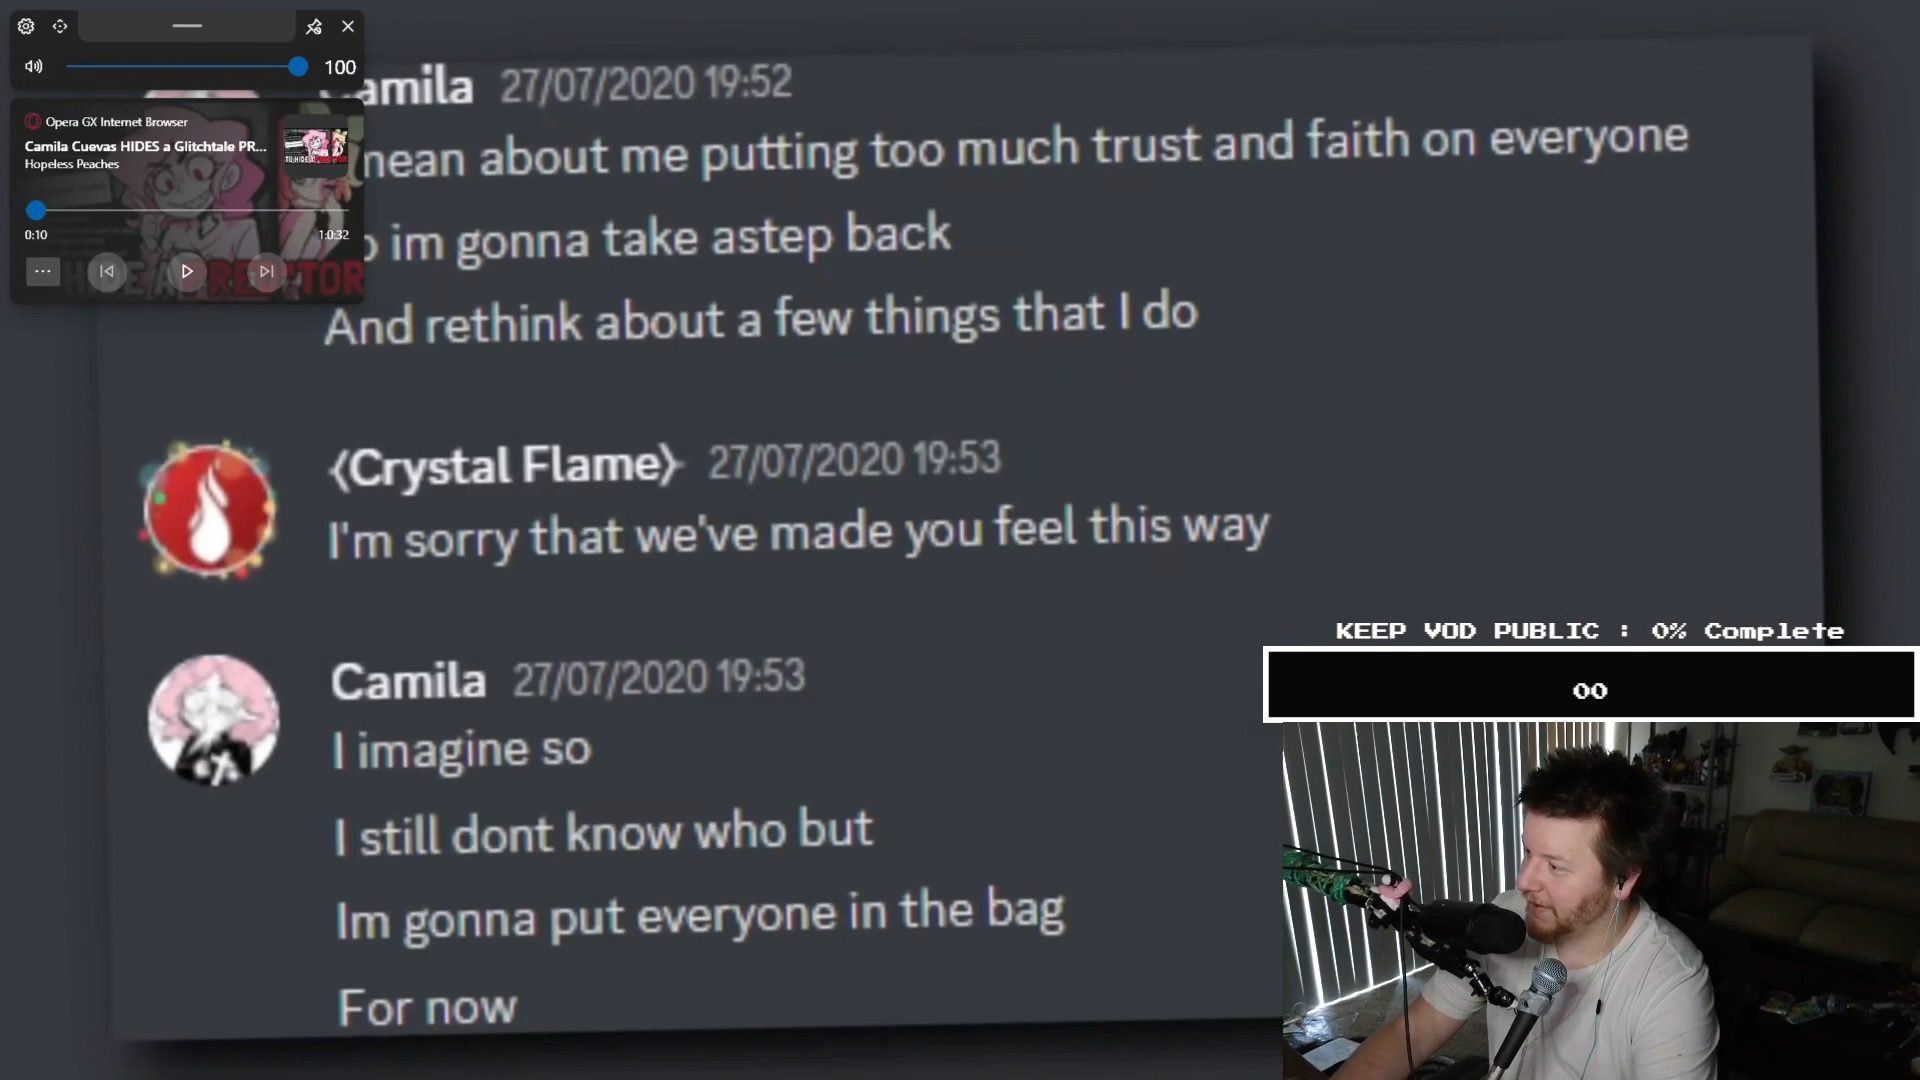 100
Opera GX Internet Browser
Camila Cuevas HIDES a Glitchtale PR...
Hopeless Peaches
0:10
1:0:32
Camila 27/07/2020 19:52
mean about me putting too much trust and faith on everyone
o im gonna take astep back
And rethink about a few things that I do
⟨Crystal Flame⟩ 27/07/2020 19:53
I'm sorry that we've made you feel this way
Camila 27/07/2020 19:53
I imagine so
I still dont know who but
Im gonna put everyone in the bag
For now
KEEP VOD PUBLIC : 0% Complete
00